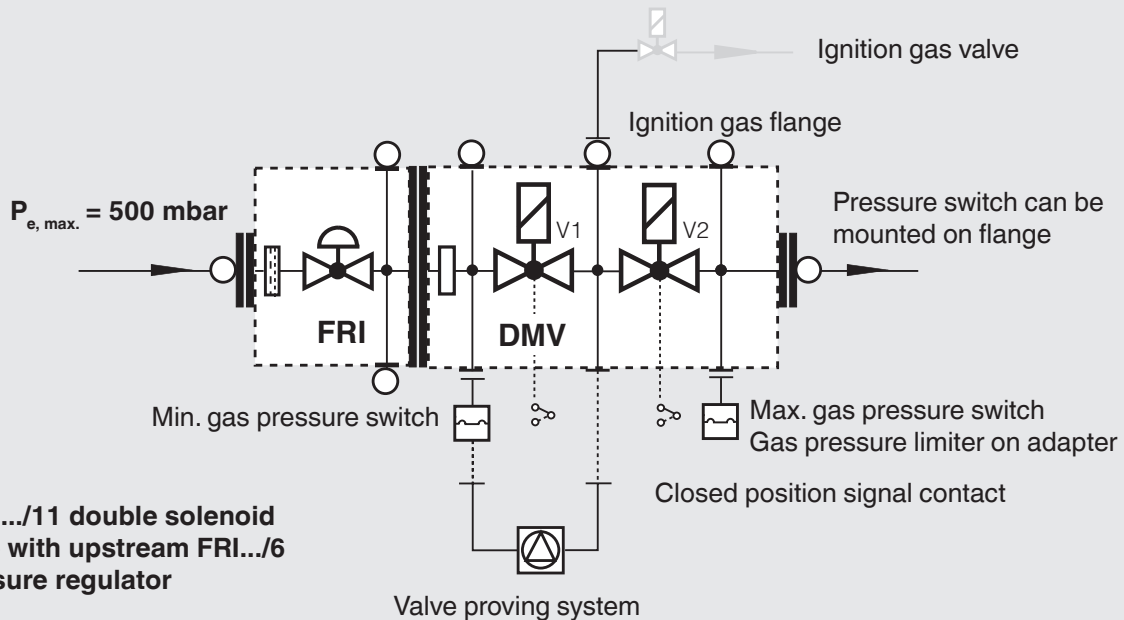 Ignition gas valve
Ignition gas flange
P e, max. = 500 mbar
Pressure switch can be
mounted on flange
V1
V2
FRI
DMV
Min. gas pressure switch
Max. gas pressure switch
Gas pressure limiter on adapter
Closed position signal contact
.../11 double solenoid
with upstream FRI.../6
sure regulator
Valve proving system